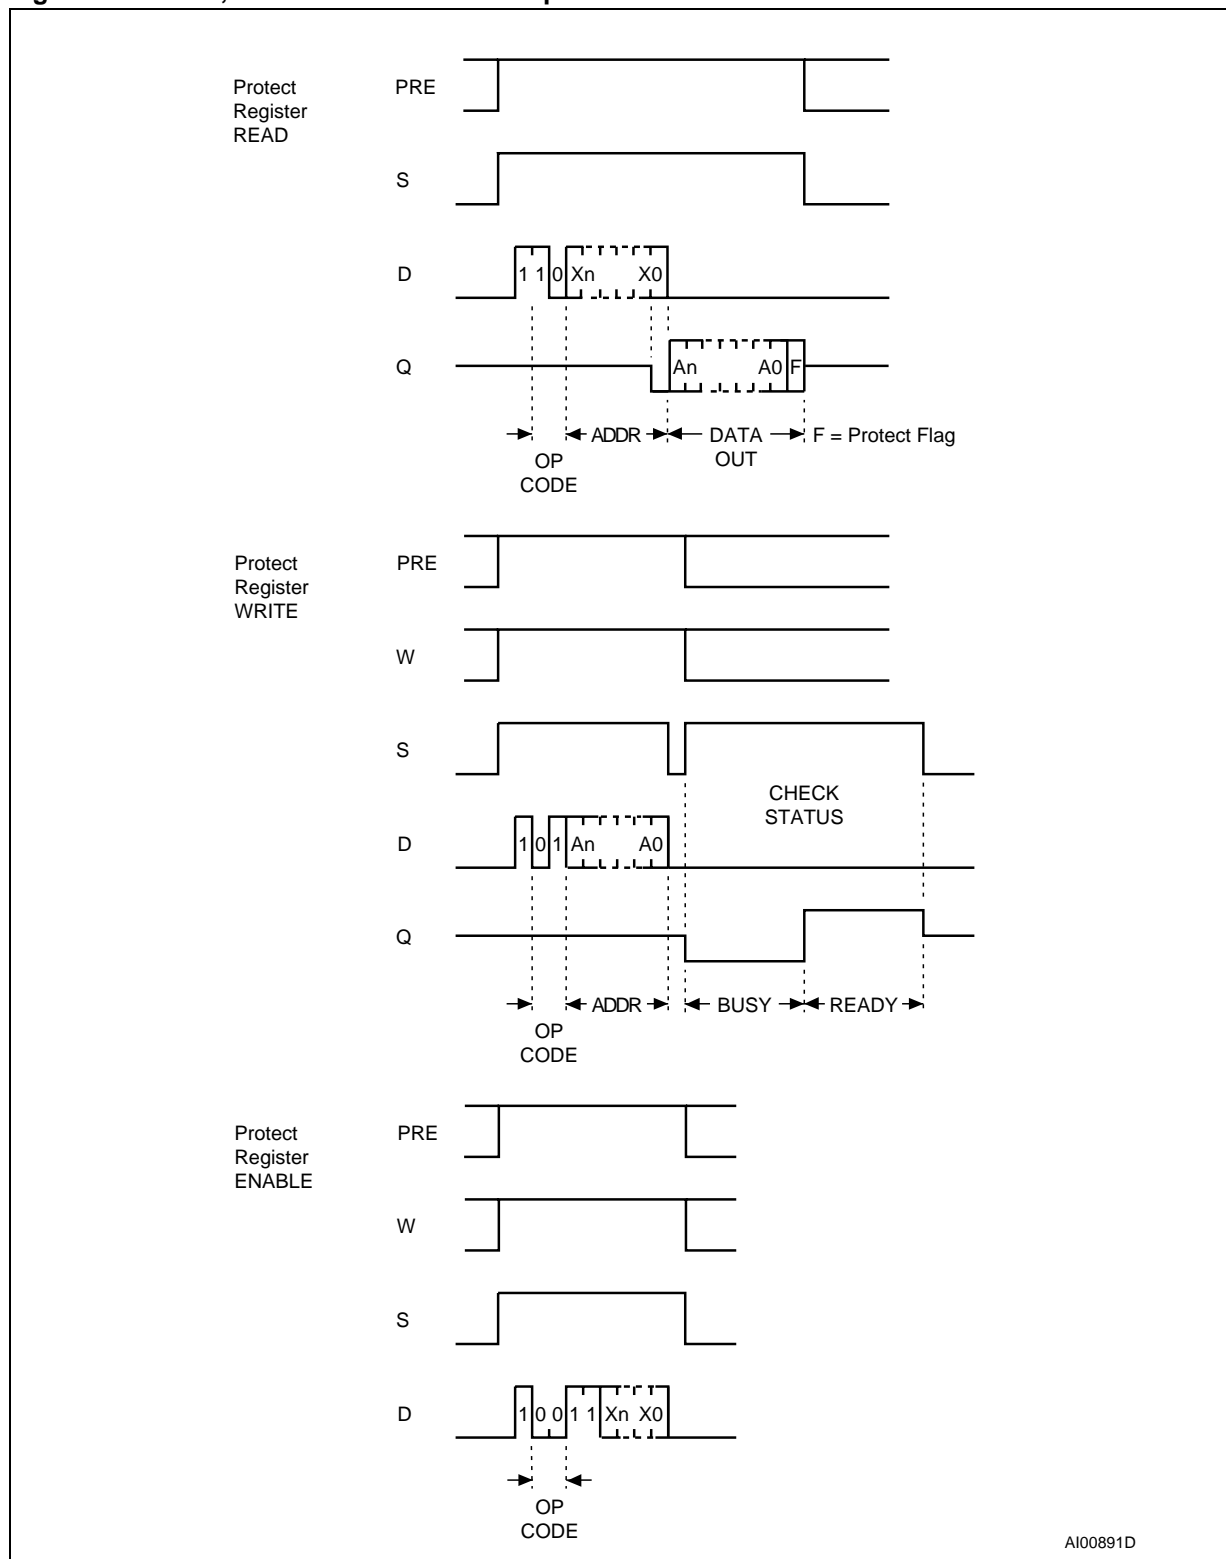 Protect
Register
READ
PRE
S
D
1 1 0 Xn X0
Q
An A0 F
ADDR
DATA
OUT
F = Protect Flag
OP
CODE
Protect
Register
WRITE
PRE
W
S
CHECK
STATUS
D
1 0 1 An A0
Q
ADDR
BUSY
READY
OP
CODE
Protect
Register
ENABLE
PRE
W
S
D
1 0 0 1 1 Xn X0
OP
CODE
AI00891D